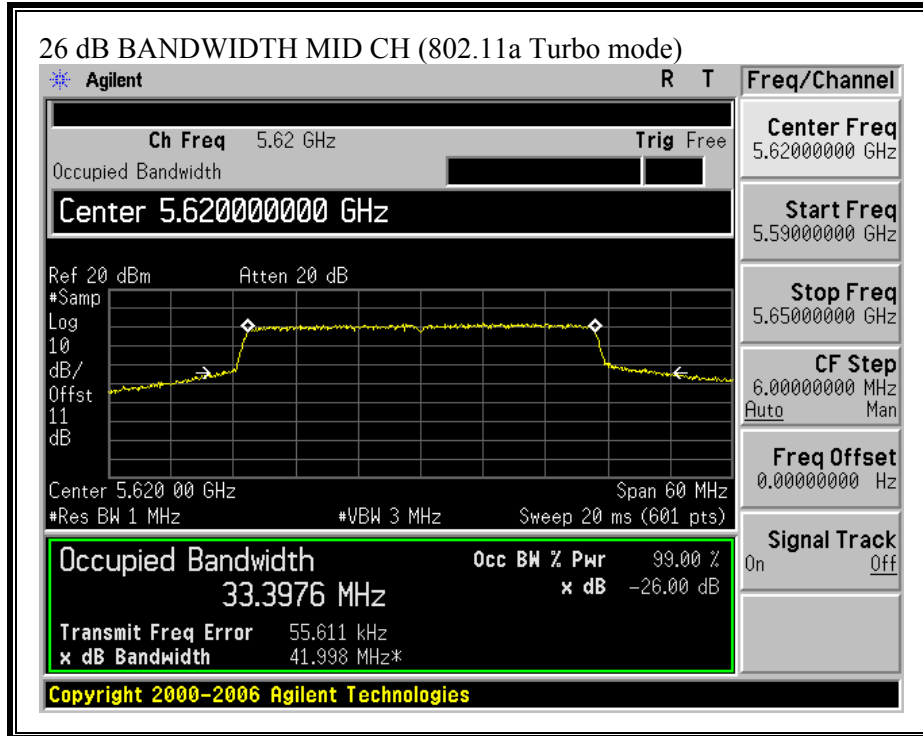 26 dB BANDWIDTH MID CH (802.11a Turbo mode)
Agilent R T
Ch Freq 5.62 GHz Trig Free
Occupied Bandwidth
Center 5.620000000 GHz
Ref 20 dBm Atten 20 dB
#Samp
Log
10
dB/
Offst
11
dB
Center 5.620 00 GHz Span 60 MHz
#Res BW 1 MHz #VBW 3 MHz Sweep 20 ms (601 pts)
Occupied Bandwidth Occ BW % Pwr 99.00 %
33.3976 MHz x dB -26.00 dB
Transmit Freq Error 55.611 kHz
x dB Bandwidth 41.998 MHz*
Copyright 2000-2006 Agilent Technologies
Freq/Channel
Center Freq
5.62000000 GHz
Start Freq
5.59000000 GHz
Stop Freq
5.65000000 GHz
CF Step
6.00000000 MHz
Auto Man
Freq Offset
0.00000000 Hz
Signal Track
On Off